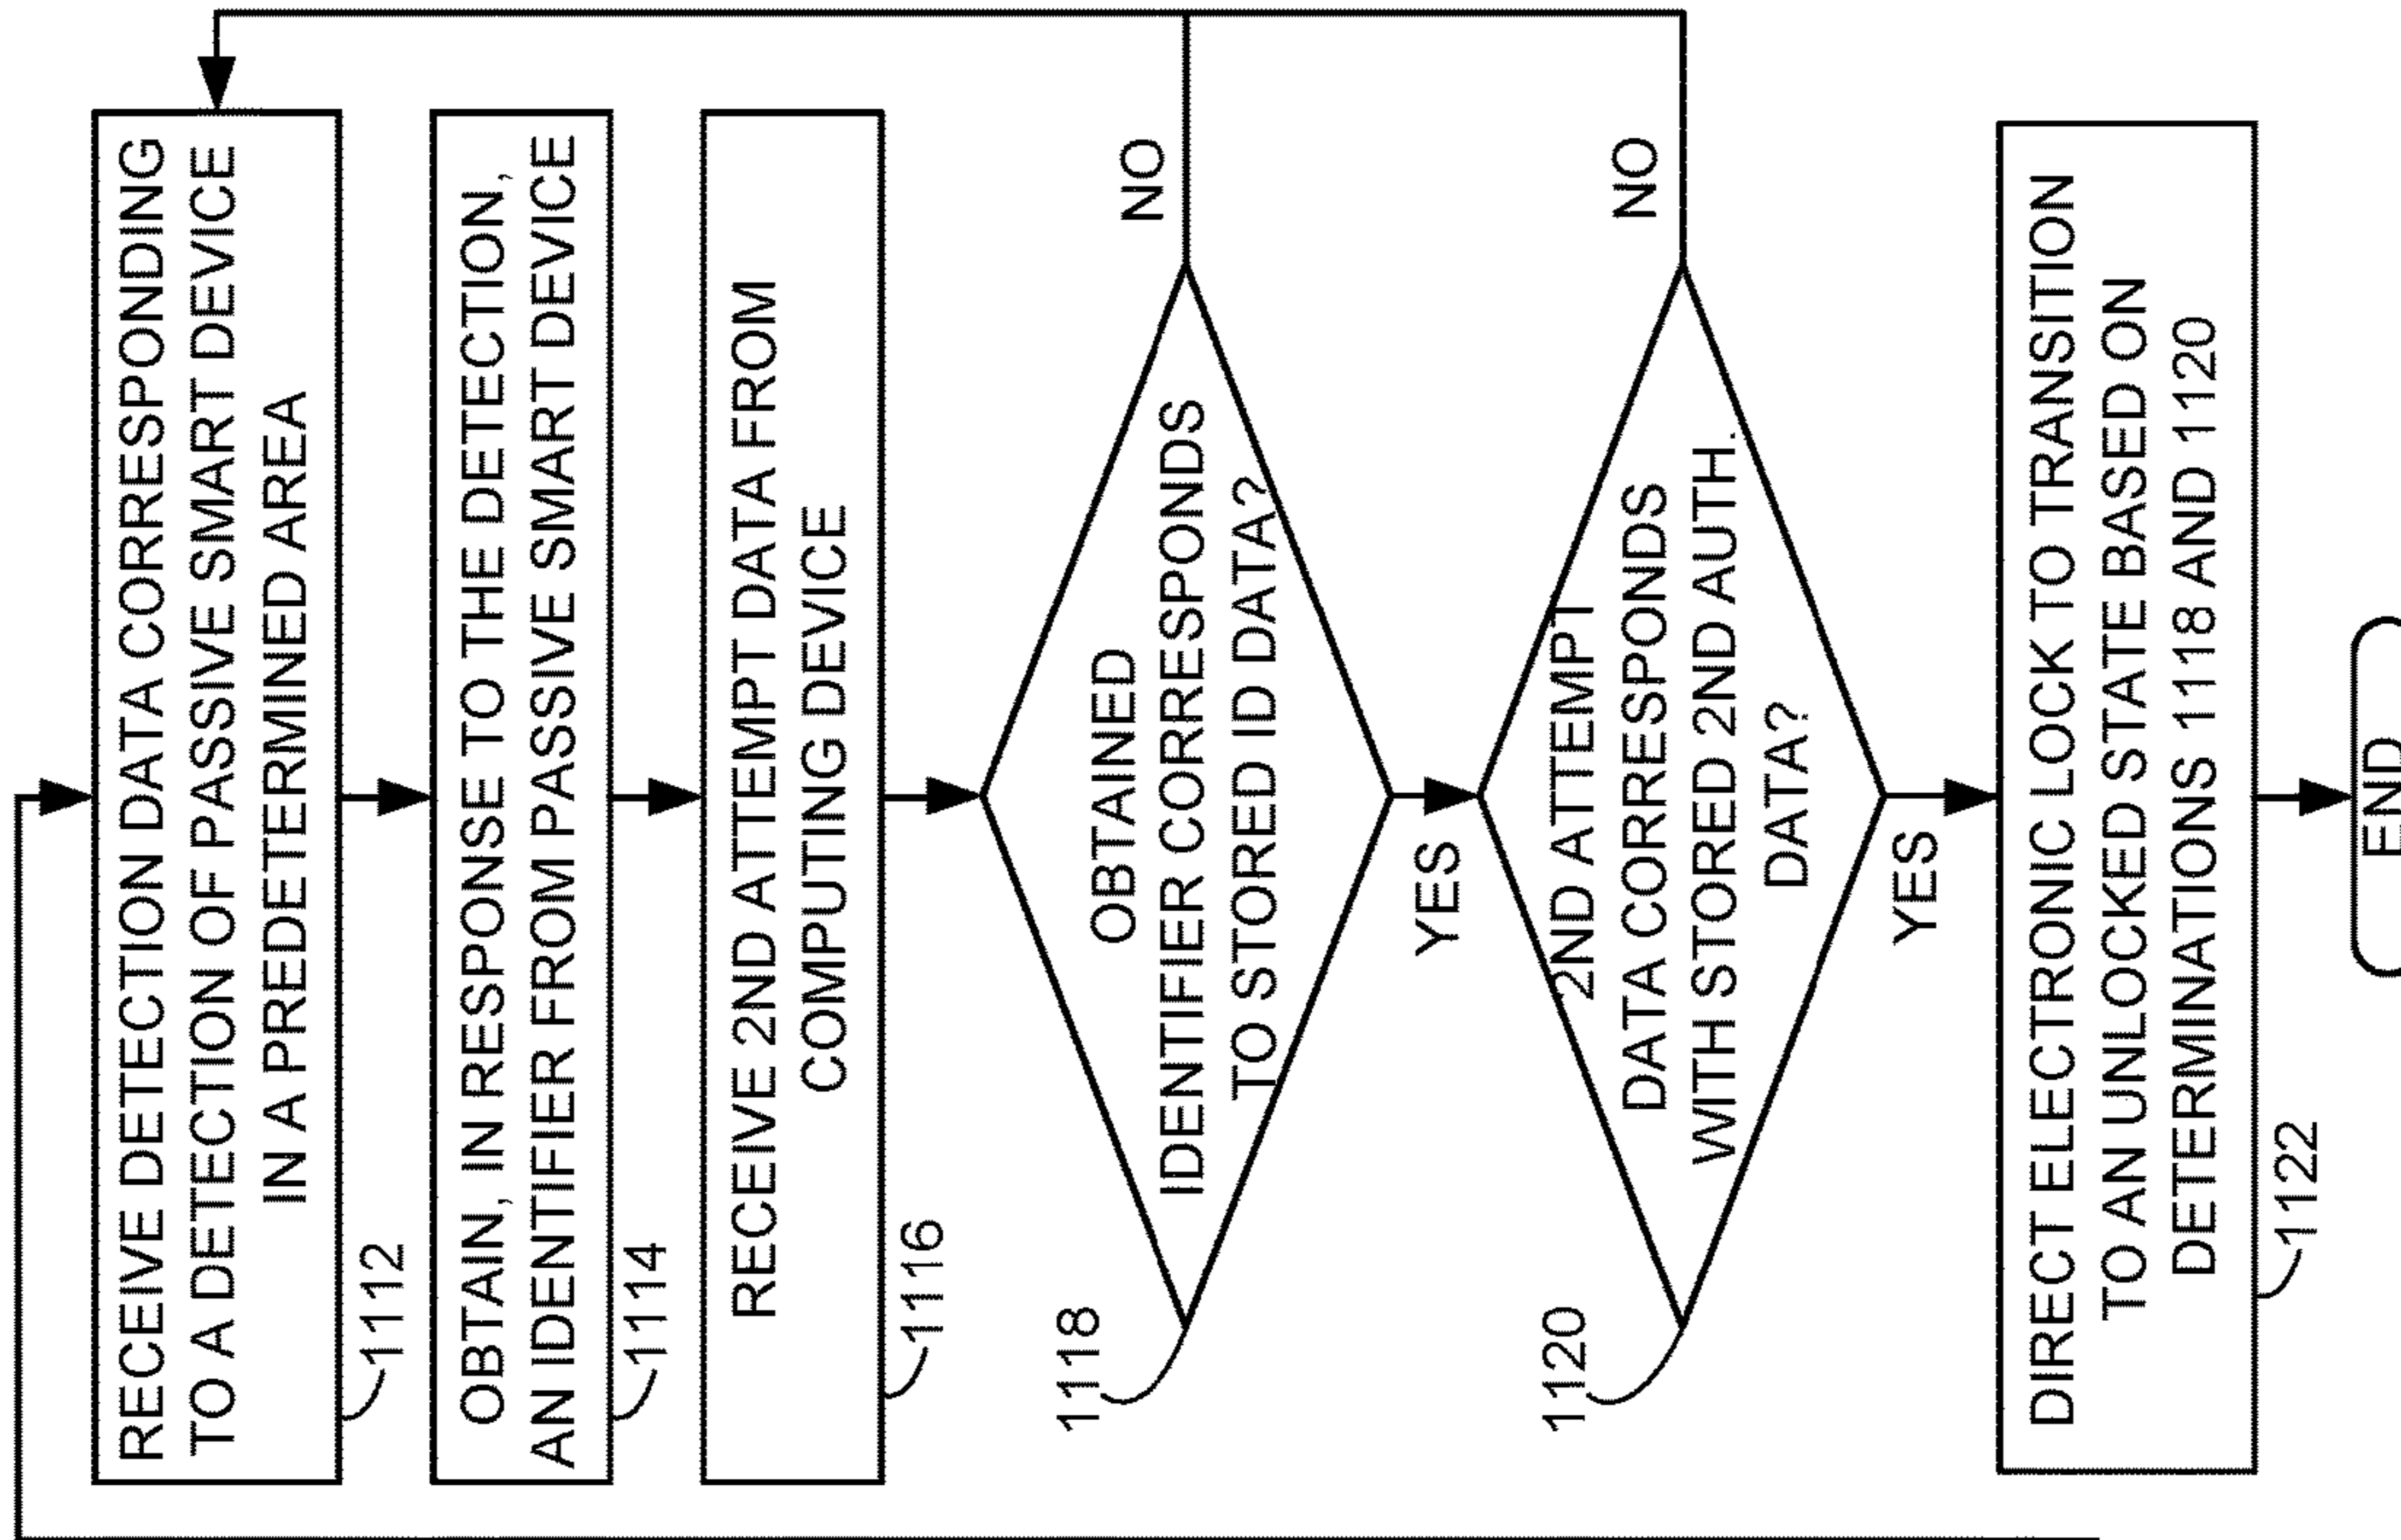 RECEIVE DETECTION DATA CORRESPONDING
TO A DETECTION OF PASSIVE SMART DEVICE
IN A PREDETERMINED AREA
1112
OBTAIN, IN RESPONSE TO THE DETECTION,
AN IDENTIFIER FROM PASSIVE SMART DEVICE
1114
RECEIVE 2ND ATTEMPT DATA FROM
COMPUTING DEVICE
1116
1118
OBTAINED
IDENTIFIER CORRESPONDS
TO STORED ID DATA?
NO
YES
1120
2ND ATTEMPT
DATA CORRESPONDS
WITH STORED 2ND AUTH.
DATA?
NO
YES
DIRECT ELECTRONIC LOCK TO TRANSITION
TO AN UNLOCKED STATE BASED ON
DETERMINATIONS 1118 AND 1120
1122
END